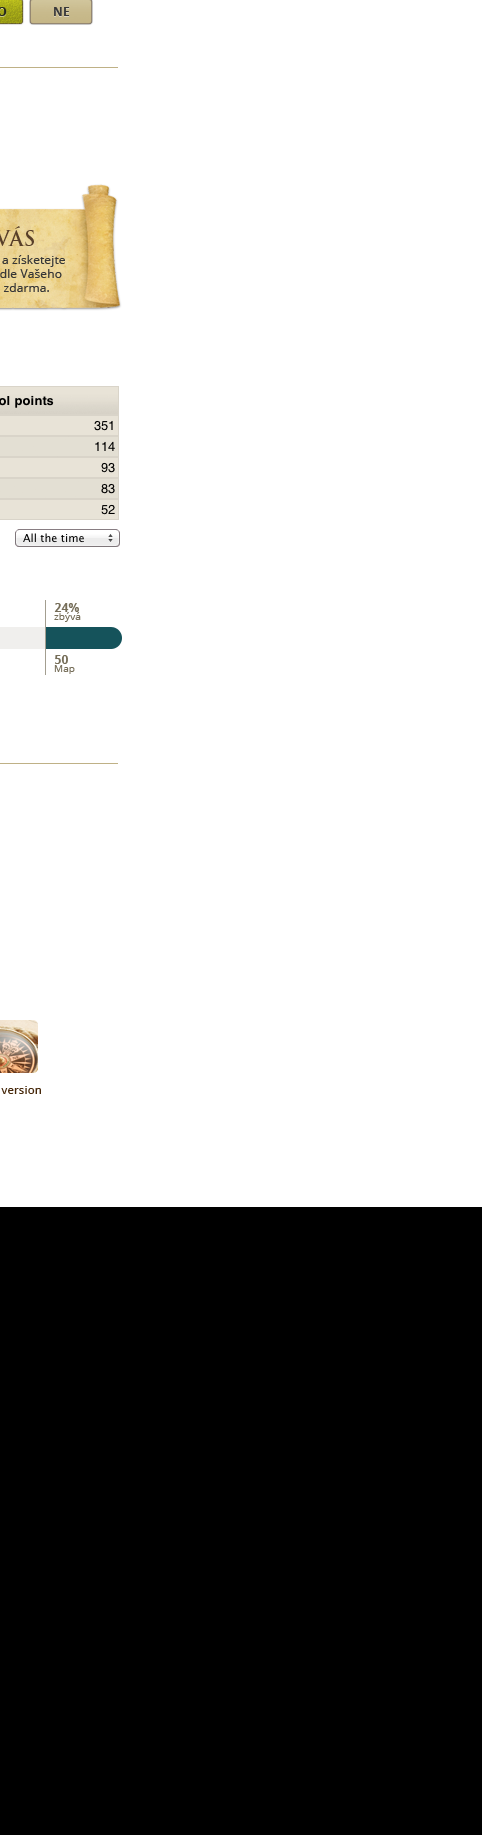 O
NE
VÁS
a získetejte
dle Vašeho
zdarma.
ol points
351
114
93
83
52
All the time
24%
zbývá
50
Map
version